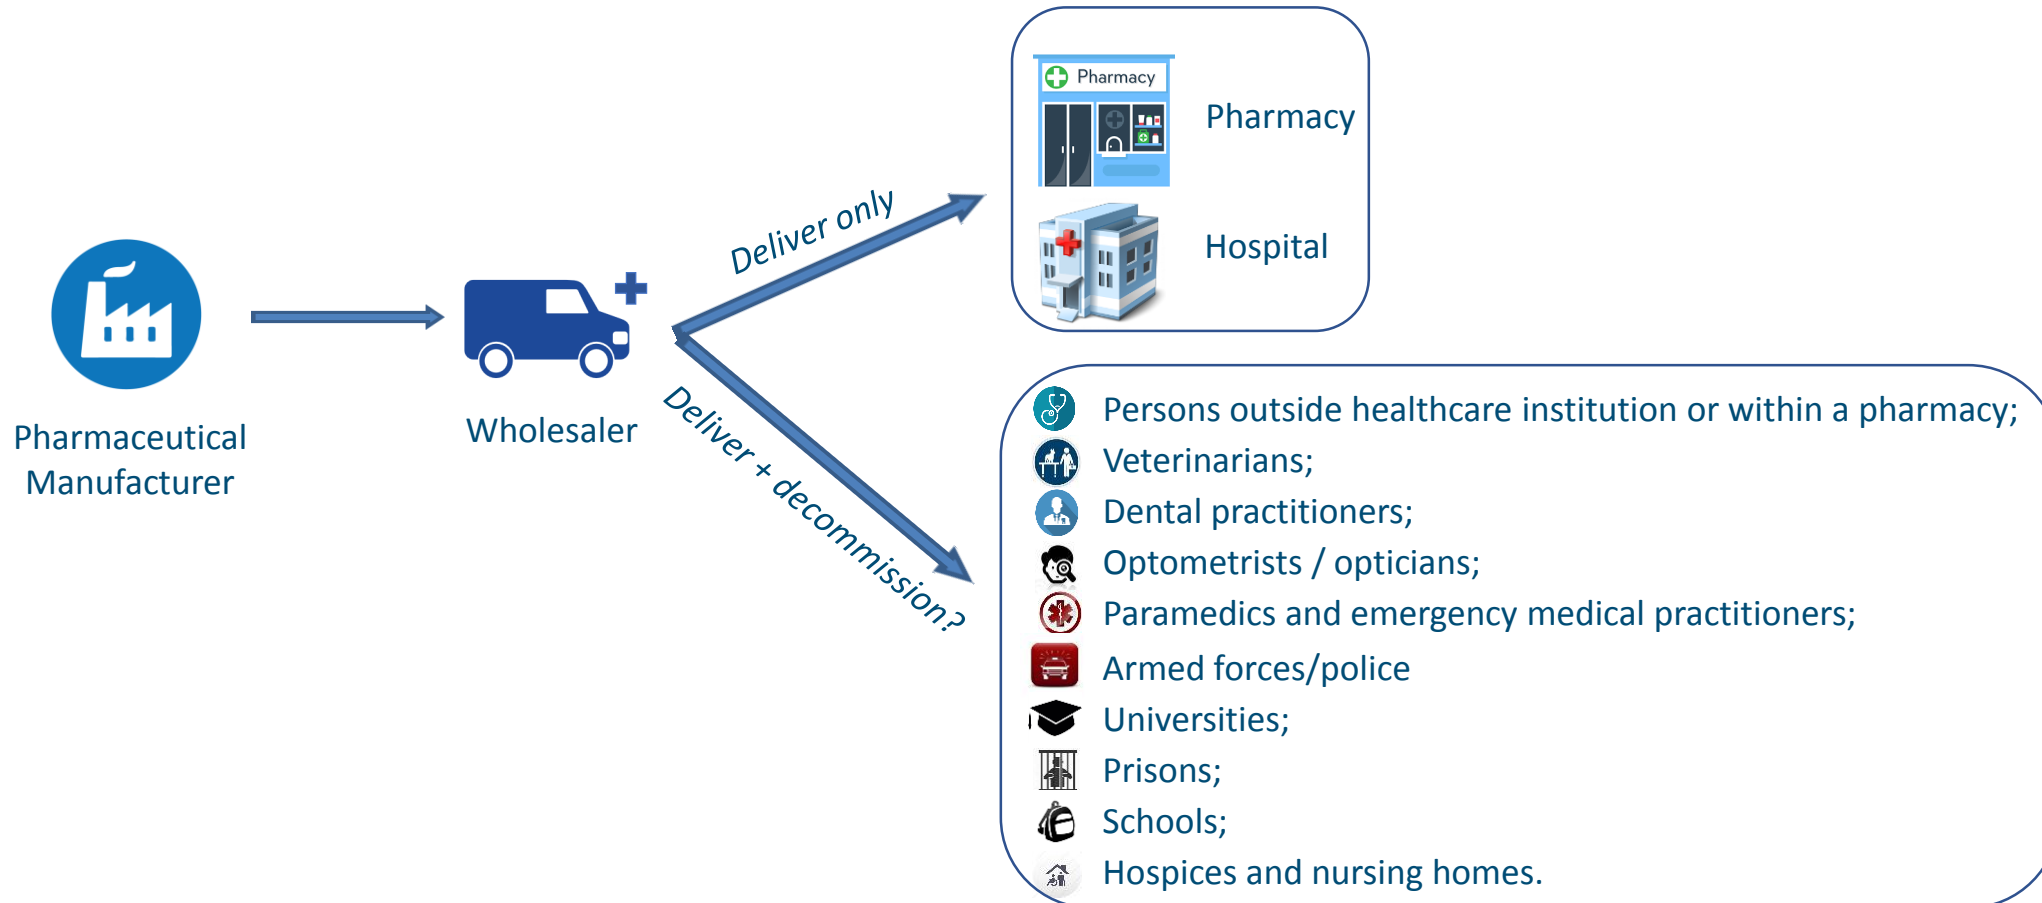 Pharmacy
Pharmacy
Hospital
Deliver only
Pharmaceutical
Manufacturer
Wholesaler
Deliver + decommission?
Persons outside healthcare institution or within a pharmacy;
Veterinarians;
Dental practitioners;
Optometrists / opticians;
Paramedics and emergency medical practitioners;
Armed forces/police
Universities;
Prisons;
Schools;
Hospices and nursing homes.